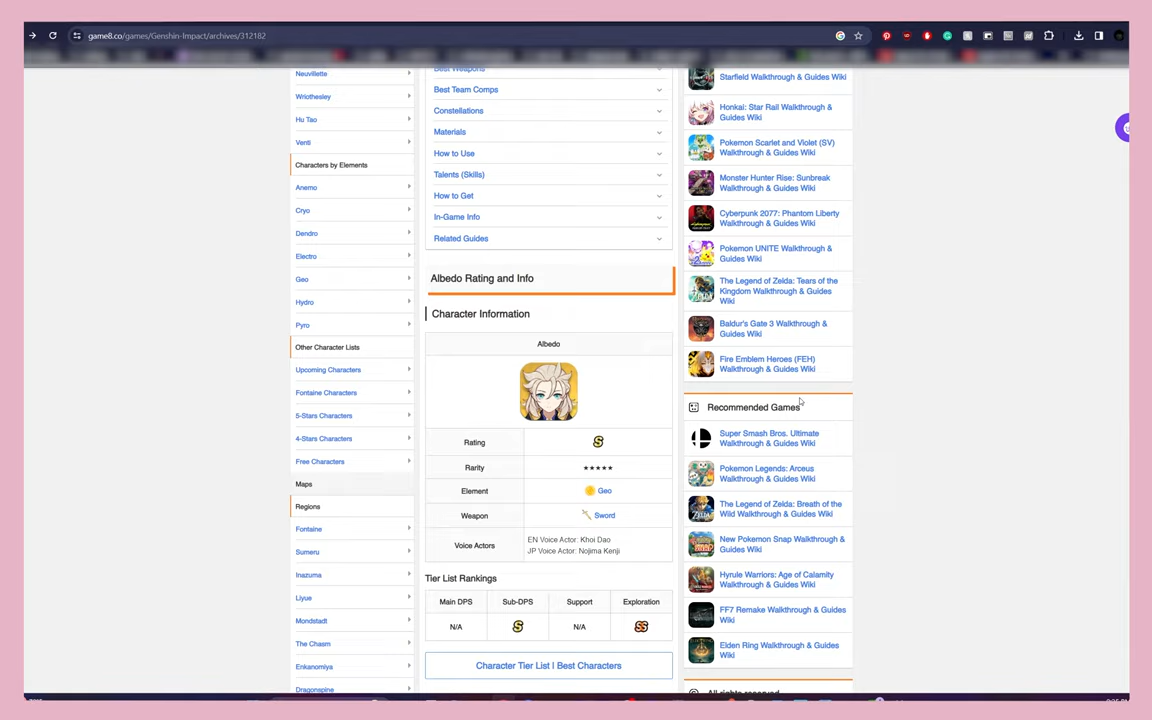 game8.co/games/Genshin-Impact/archives/312182
Neuvillette
Wriothesley
Hu Tao
Venti
Characters by Elements
Anemo
Cryo
Dendro
Electro
Geo
Hydro
Pyro
Other Character Lists
Upcoming Characters
Fontaine Characters
5-Stars Characters
4-Stars Characters
Free Characters
Maps
Regions
Fontaine
Sumeru
Inazuma
Liyue
Mondstadt
The Chasm
Enkanomiya
Dragonspine
Best Weapons
Best Team Comps
Constellations
Materials
How to Use
Talents (Skills)
How to Get
In-Game Info
Related Guides
Albedo Rating and Info
Character Information
Albedo
Rating S
Rarity ★★★★★
Element Geo
Weapon Sword
Voice Actors
EN Voice Actor: Khoi Dao
JP Voice Actor: Nojima Kenji
Tier List Rankings
Main DPS Sub-DPS Support Exploration
N/A S N/A SS
Character Tier List | Best Characters
Starfield Walkthrough & Guides Wiki
Honkai: Star Rail Walkthrough &
Guides Wiki
Pokemon Scarlet and Violet (SV)
Walkthrough & Guides Wiki
Monster Hunter Rise: Sunbreak
Walkthrough & Guides Wiki
Cyberpunk 2077: Phantom Liberty
Walkthrough & Guides Wiki
Pokemon UNITE Walkthrough &
Guides Wiki
The Legend of Zelda: Tears of the
Kingdom Walkthrough & Guides
Wiki
Baldur's Gate 3 Walkthrough &
Guides Wiki
Fire Emblem Heroes (FEH)
Walkthrough & Guides Wiki
Recommended Games
Super Smash Bros. Ultimate
Walkthrough & Guides Wiki
Pokemon Legends: Arceus
Walkthrough & Guides Wiki
The Legend of Zelda: Breath of the
Wild Walkthrough & Guides Wiki
New Pokemon Snap Walkthrough &
Guides Wiki
Hyrule Warriors: Age of Calamity
Walkthrough & Guides Wiki
FF7 Remake Walkthrough & Guides
Wiki
Elden Ring Walkthrough & Guides
Wiki
All rights reserved